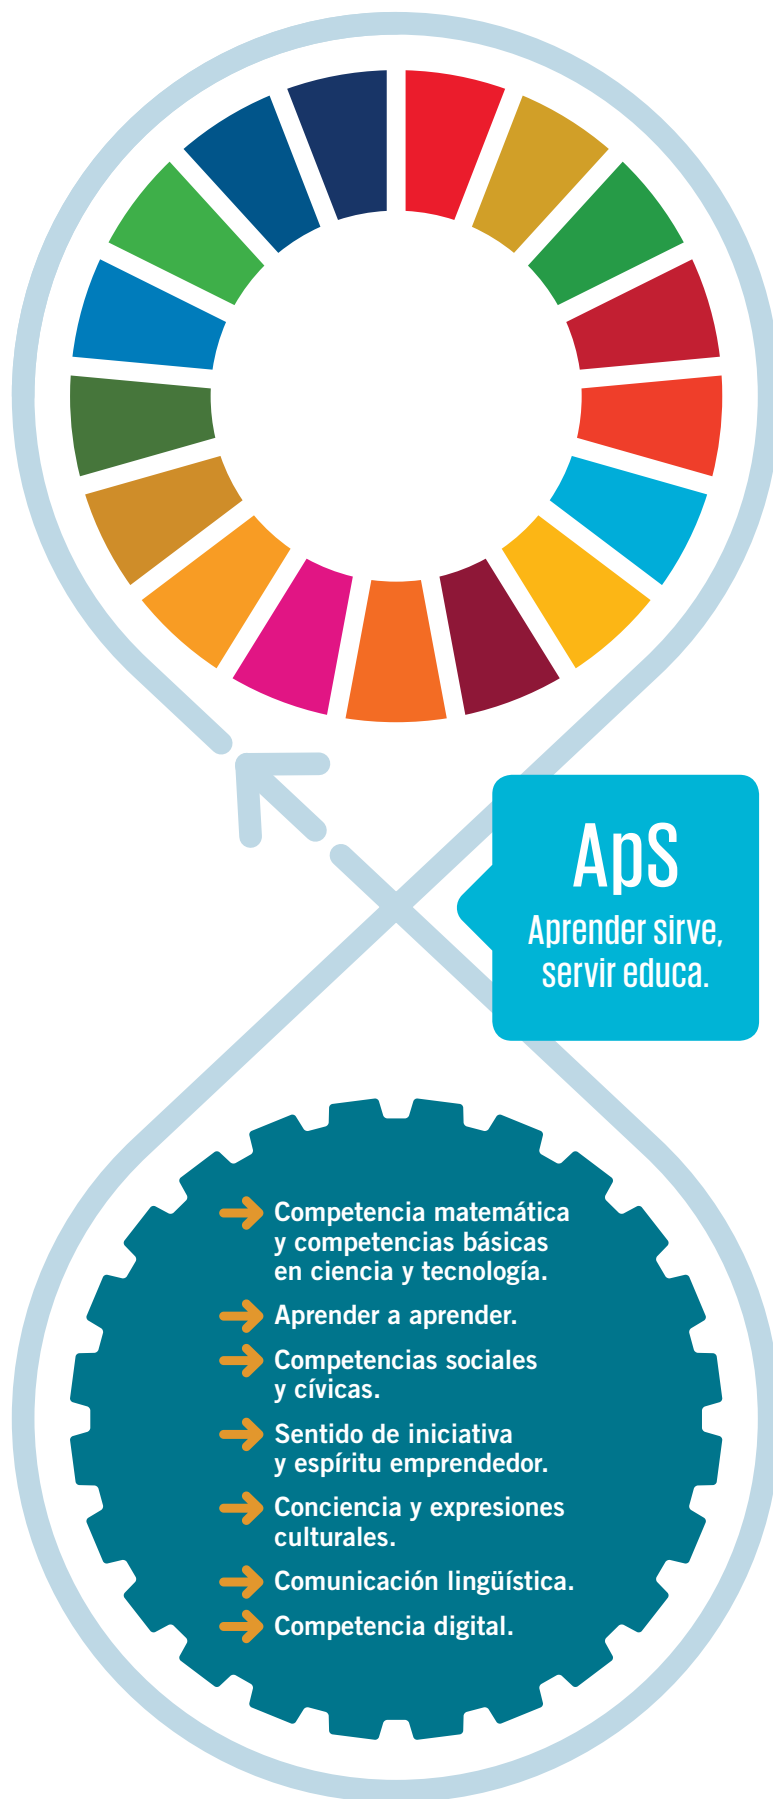 ApS
Aprender sirve,
servir educa.
Competencia matemática
y competencias básicas
en ciencia y tecnología.
Aprender a aprender.
Competencias sociales
y cívicas.
Sentido de iniciativa
y espíritu emprendedor.
Conciencia y expresiones
culturales.
Comunicación lingüística.
Competencia digital.